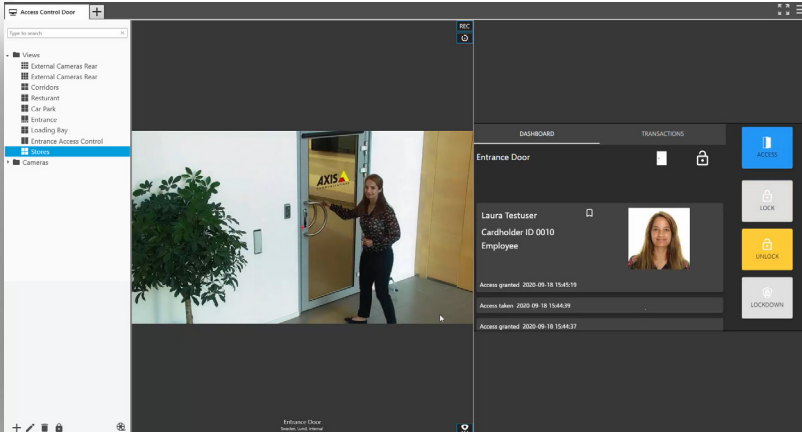 Access Control Door
Type to search
Views
External Cameras Rear
External Cameras Rear
Corridors
Resturant
Car Park
Entrance
Loading Bay
Entrance Access Control
Stores
Cameras
REC
AXIS
Entrance Door
Sweden, Lund, Internal
DASHBOARD
TRANSACTIONS
Entrance Door
Laura Testuser
Cardholder ID 0010
Employee
Access granted 2020-09-18 15:45:19
Access taken 2020-09-18 15:44:39
Access granted 2020-09-18 15:44:37
ACCESS
LOCK
UNLOCK
LOCKDOWN